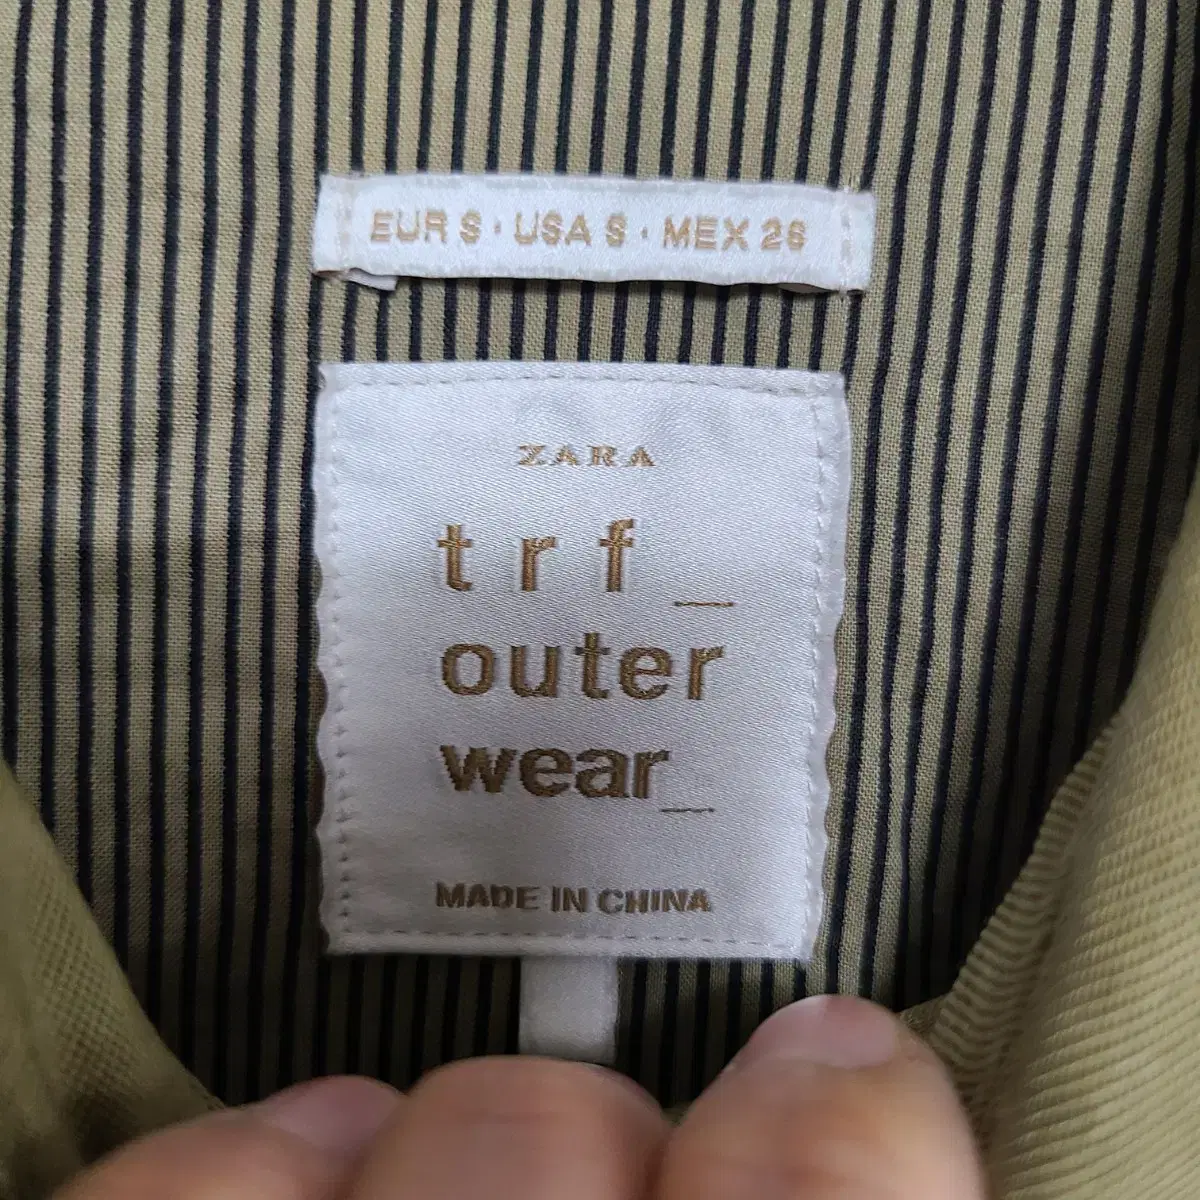 EUR S · USA S · MEX 26
ZARA
trf_
outer
wear_
MADE IN CHINA